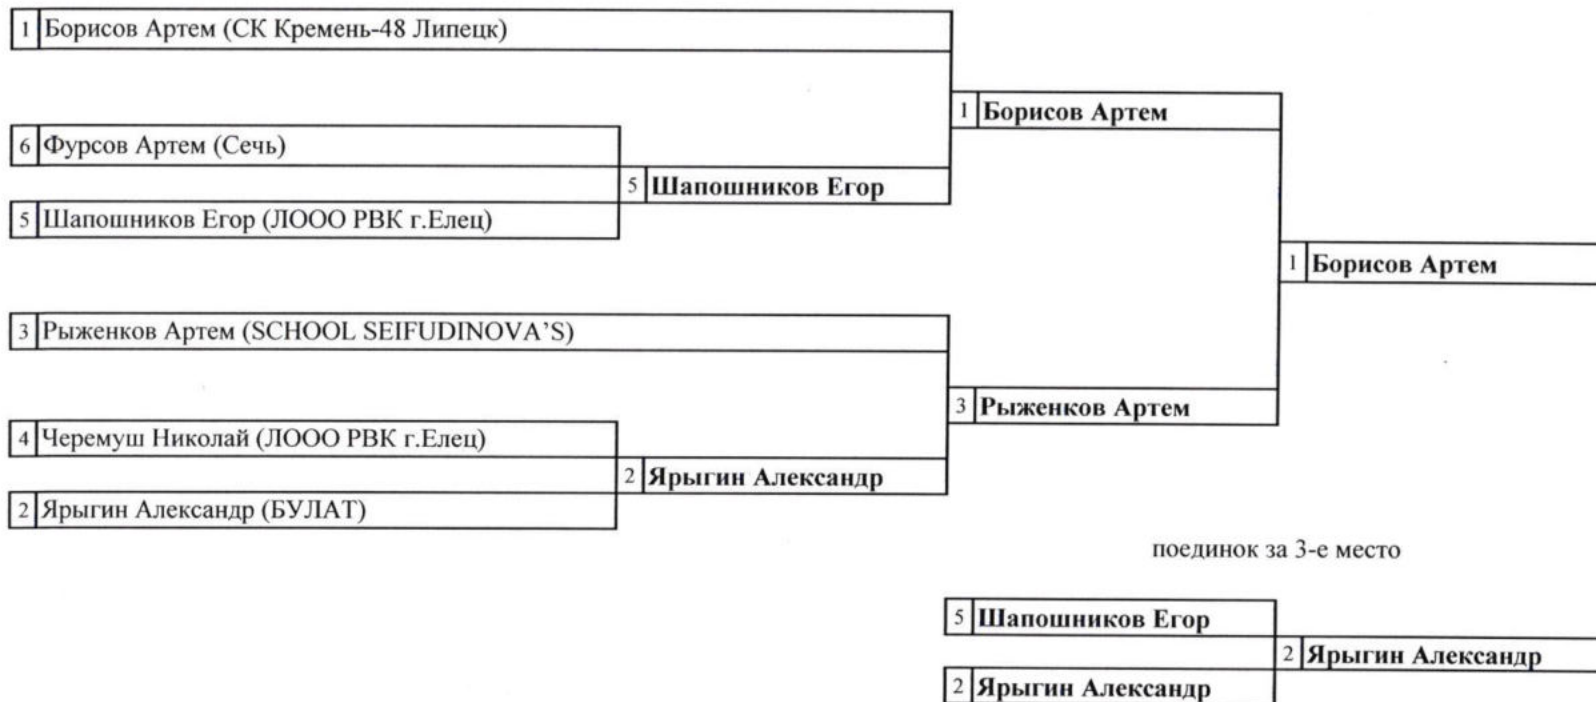 1 Борисов Артем (СК Кремень-48 Липецк)
1 Борисов Артем
6 Фурсов Артем (Сечь)
5 Шапошников Егор
5 Шапошников Егор (ЛООО РВК г.Елец)
1 Борисов Артем
3 Рыженков Артем (SCHOOL SEIFUDINOVA’S)
3 Рыженков Артем
4 Черемуш Николай (ЛООО РВК г.Елец)
2 Ярыгин Александр
2 Ярыгин Александр (БУЛАТ)
поединок за 3-е место
5 Шапошников Егор
2 Ярыгин Александр
2 Ярыгин Александр